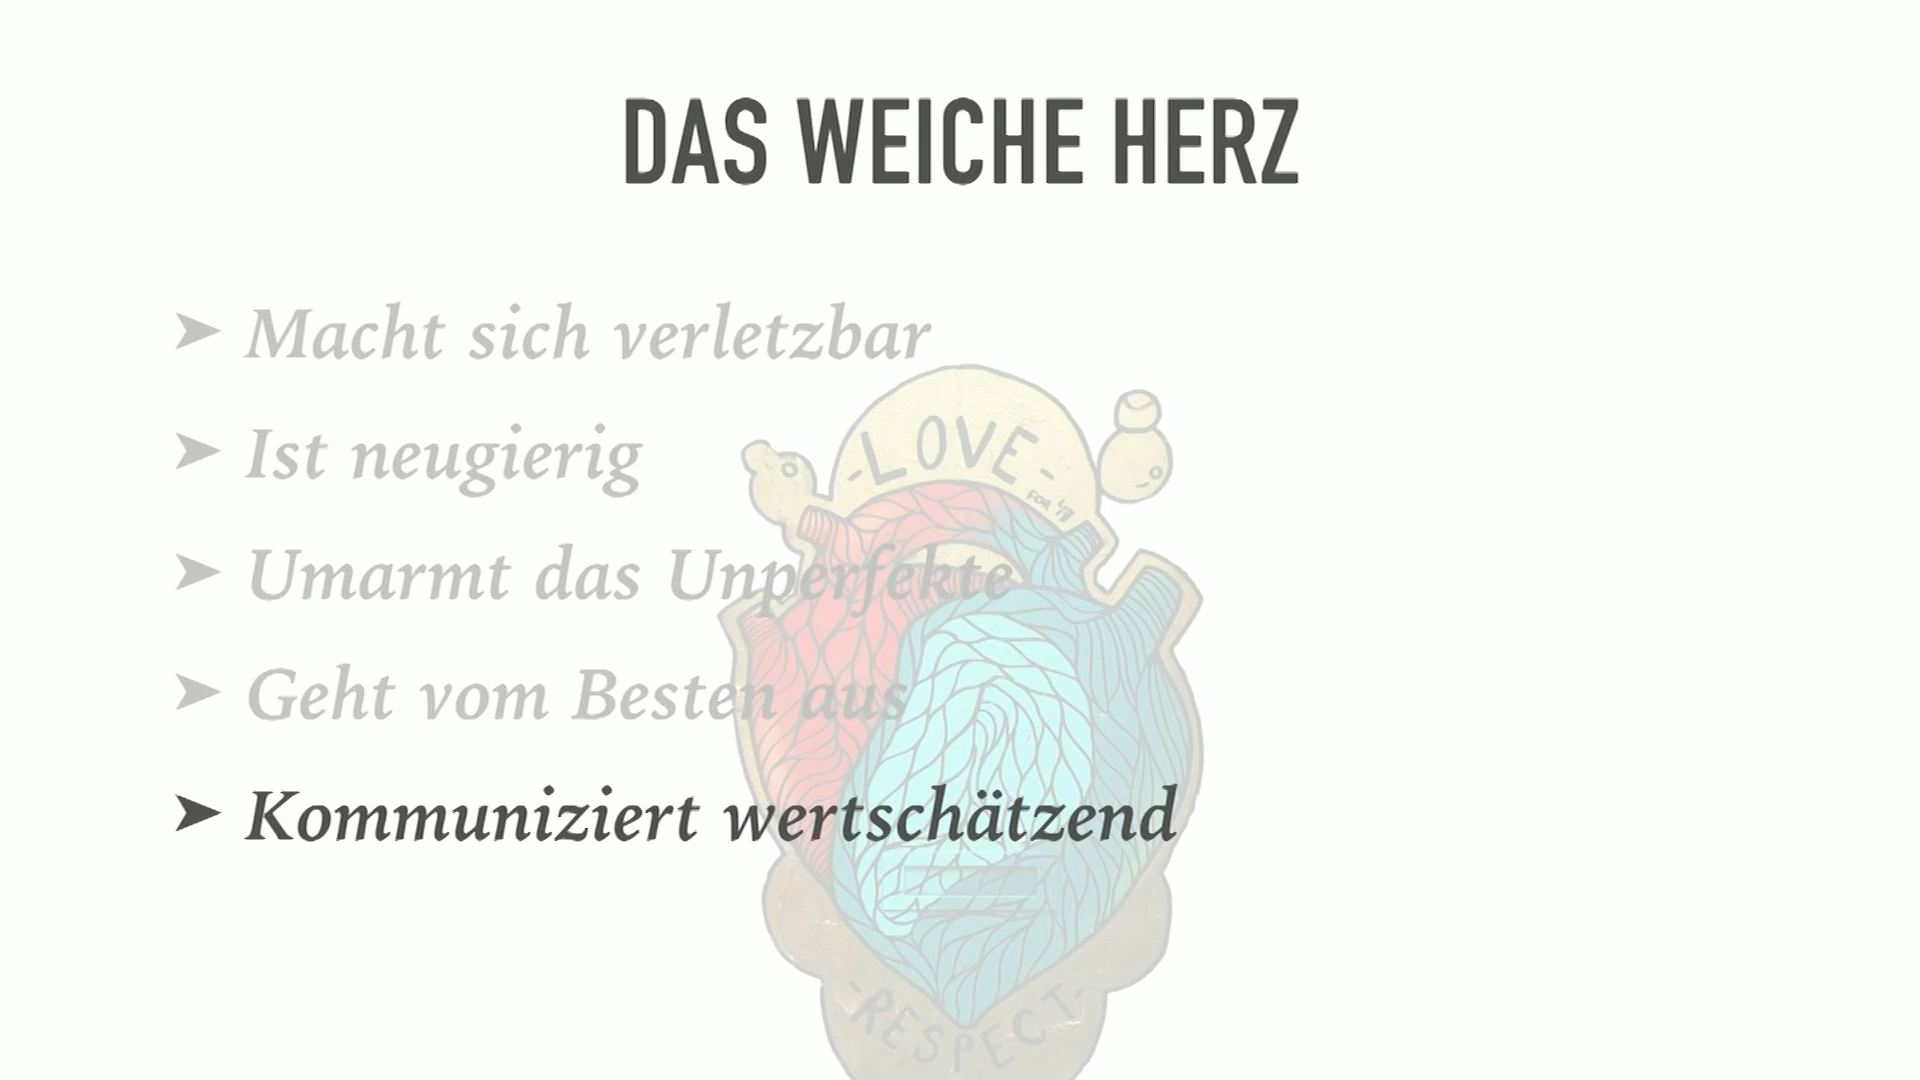 DAS WEICHE HERZ
➤ Macht sich verletzbar
➤ Ist neugierig
➤ Umarmt das Unperfekte
➤ Geht vom Besten aus
➤ Kommuniziert wertschätzend
-LOVE-
FOR
-RESPECT-